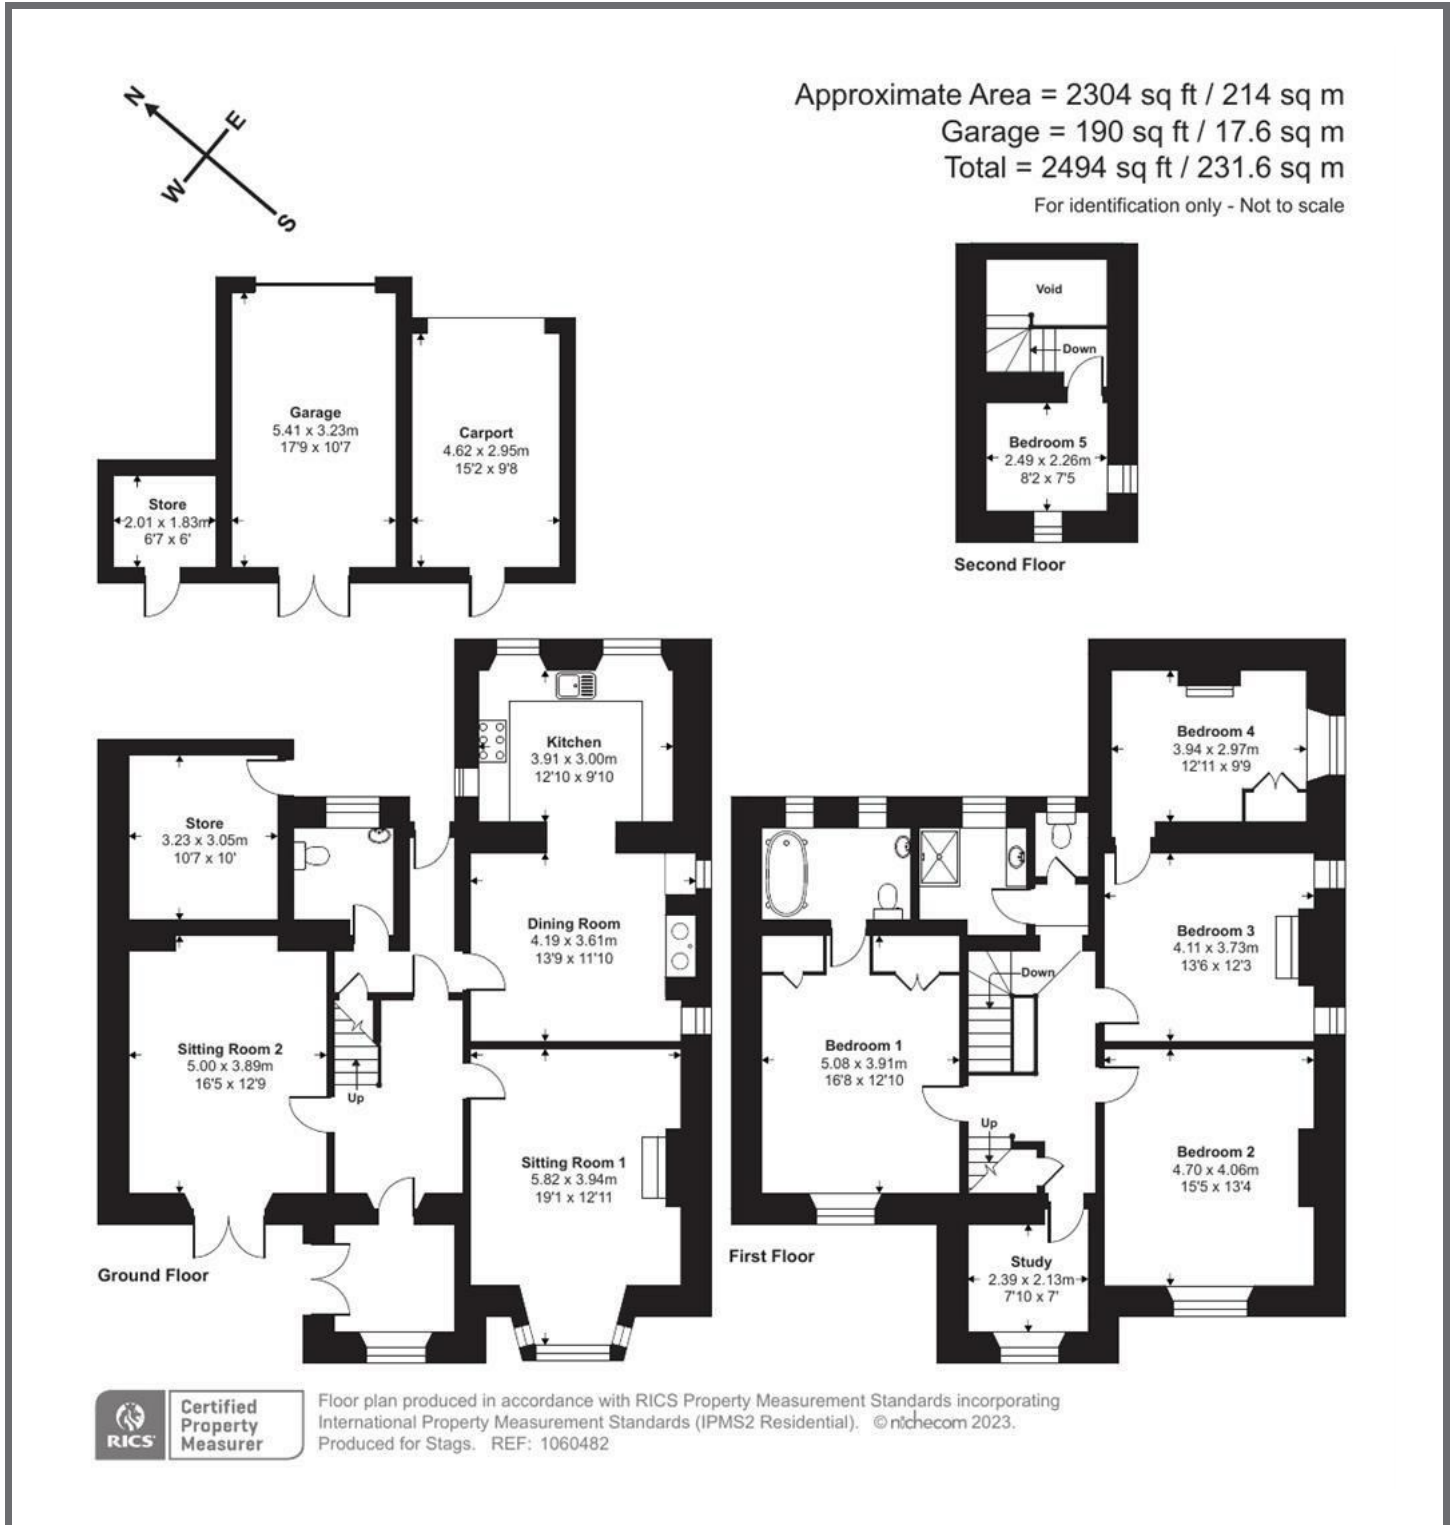 Approximate Area = 2304 sq ft / 214 sq m
Garage = 190 sq ft / 17.6 sq m
Total = 2494 sq ft / 231.6 sq m
For identification only - Not to scale
N
E
W
S
Void
Down
Bedroom 5
2.49 x 2.26m
8'2 x 7'5
Second Floor
Garage
5.41 x 3.23m
17'9 x 10'7
Carport
4.62 x 2.95m
15'2 x 9'8
Store
2.01 x 1.83m
6'7 x 6'
Kitchen
3.91 x 3.00m
12'10 x 9'10
Store
3.23 x 3.05m
10'7 x 10'
Dining Room
4.19 x 3.61m
13'9 x 11'10
Sitting Room 2
5.00 x 3.89m
16'5 x 12'9
Up
Sitting Room 1
5.82 x 3.94m
19'1 x 12'11
Ground Floor
Bedroom 4
3.94 x 2.97m
12'11 x 9'9
Bedroom 3
4.11 x 3.73m
13'6 x 12'3
Down
Bedroom 1
5.08 x 3.91m
16'8 x 12'10
Up
Bedroom 2
4.70 x 4.06m
15'5 x 13'4
Study
2.39 x 2.13m
7'10 x 7'
First Floor
RICS
Certified
Property
Measurer
Floor plan produced in accordance with RICS Property Measurement Standards incorporating
International Property Measurement Standards (IPMS2 Residential). © nichecom 2023.
Produced for Stags. REF: 1060482